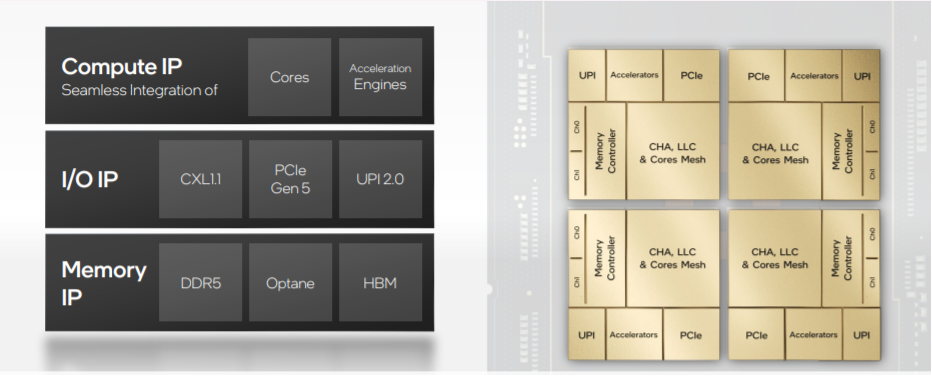 Compute IP
Seamless Integration of
Cores
Acceleration
Engines
I/O IP
CXL1.1
PCIe
Gen 5
UPI 2.0
Memory
IP
DDR5
Optane
HBM
UPI
Accelerators
PCIe
Ch0
Ch1
Memory
Controller
CHA, LLC
& Cores Mesh
PCIe
Accelerators
UPI
CHA, LLC
& Cores Mesh
Memory
Controller
Ch0
Ch1
Ch0
Ch1
Memory
Controller
CHA, LLC
& Cores Mesh
UPI
Accelerators
PCIe
CHA, LLC
& Cores Mesh
Memory
Controller
Ch0
Ch1
PCIe
Accelerators
UPI